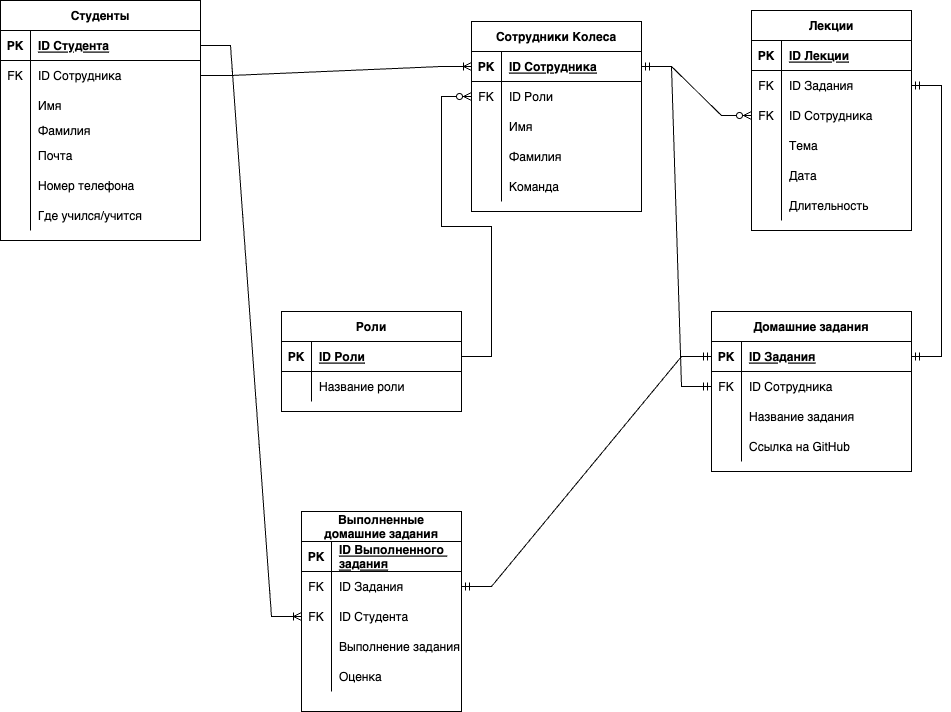 Студенты
PK ID Студента
FK ID Сотрудника
Имя
Фамилия
Почта
Номер телефона
Где учился/учится
Сотрудники Колеса
PK ID Сотрудника
FK ID Роли
Имя
Фамилия
Команда
Лекции
PK ID Лекции
FK ID Задания
FK ID Сотрудника
Тема
Дата
Длительность
Роли
PK ID Роли
Название роли
Домашние задания
PK ID Задания
FK ID Сотрудника
Название задания
Ссылка на GitHub
Выполненные
домашние задания
PK ID Выполненного
задания
FK ID Задания
FK ID Студента
Выполнение задания
Оценка